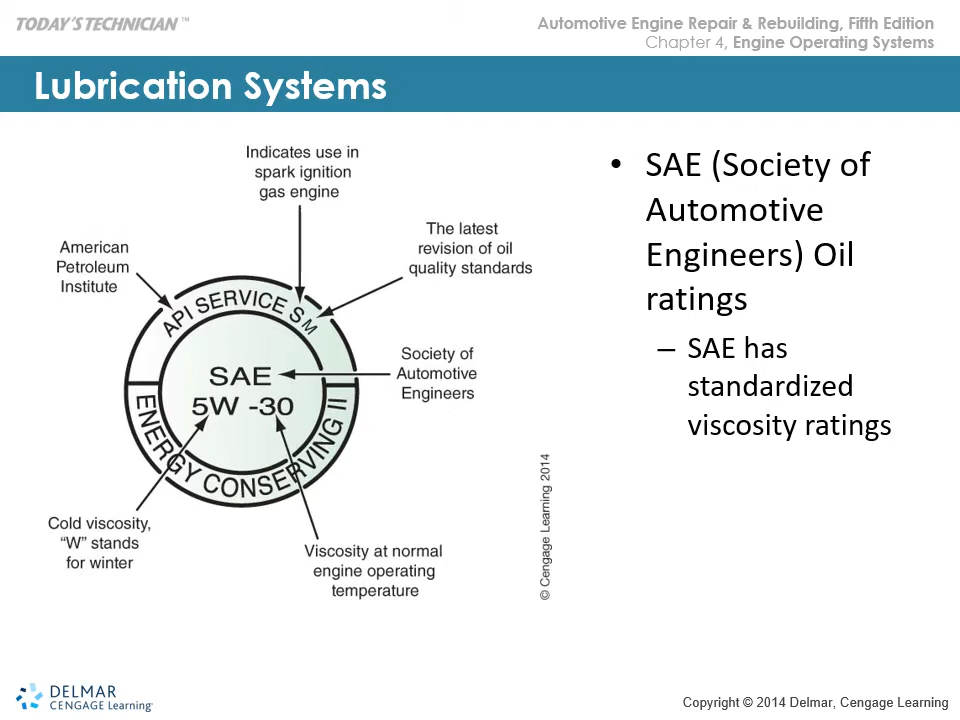 TODAY'S TECHNICIAN™
Automotive Engine Repair & Rebuilding, Fifth Edition
Chapter 4, Engine Operating Systems
Lubrication Systems
Indicates use in
spark ignition
gas engine
The latest
revision of oil
quality standards
American
Petroleum
Institute
API SERVICE SM
SAE
5W -30
ENERGY CONSERVING II
Society of
Automotive
Engineers
Cold viscosity,
“W” stands
for winter
Viscosity at normal
engine operating
temperature
© Cengage Learning 2014
• SAE (Society of
Automotive
Engineers) Oil
ratings
– SAE has
standardized
viscosity ratings
DELMAR
CENGAGE Learning
Copyright © 2014 Delmar, Cengage Learning